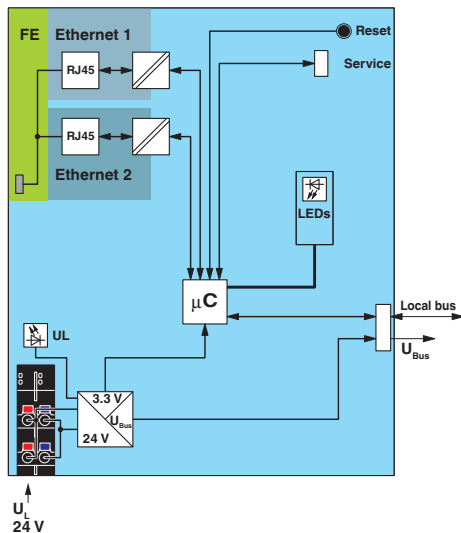 FE
Ethernet 1
Reset
RJ45
Service
RJ45
Ethernet 2
LEDs
μC
Local bus
UBus
UL
3.3 V
UBus
24 V
UL
24 V